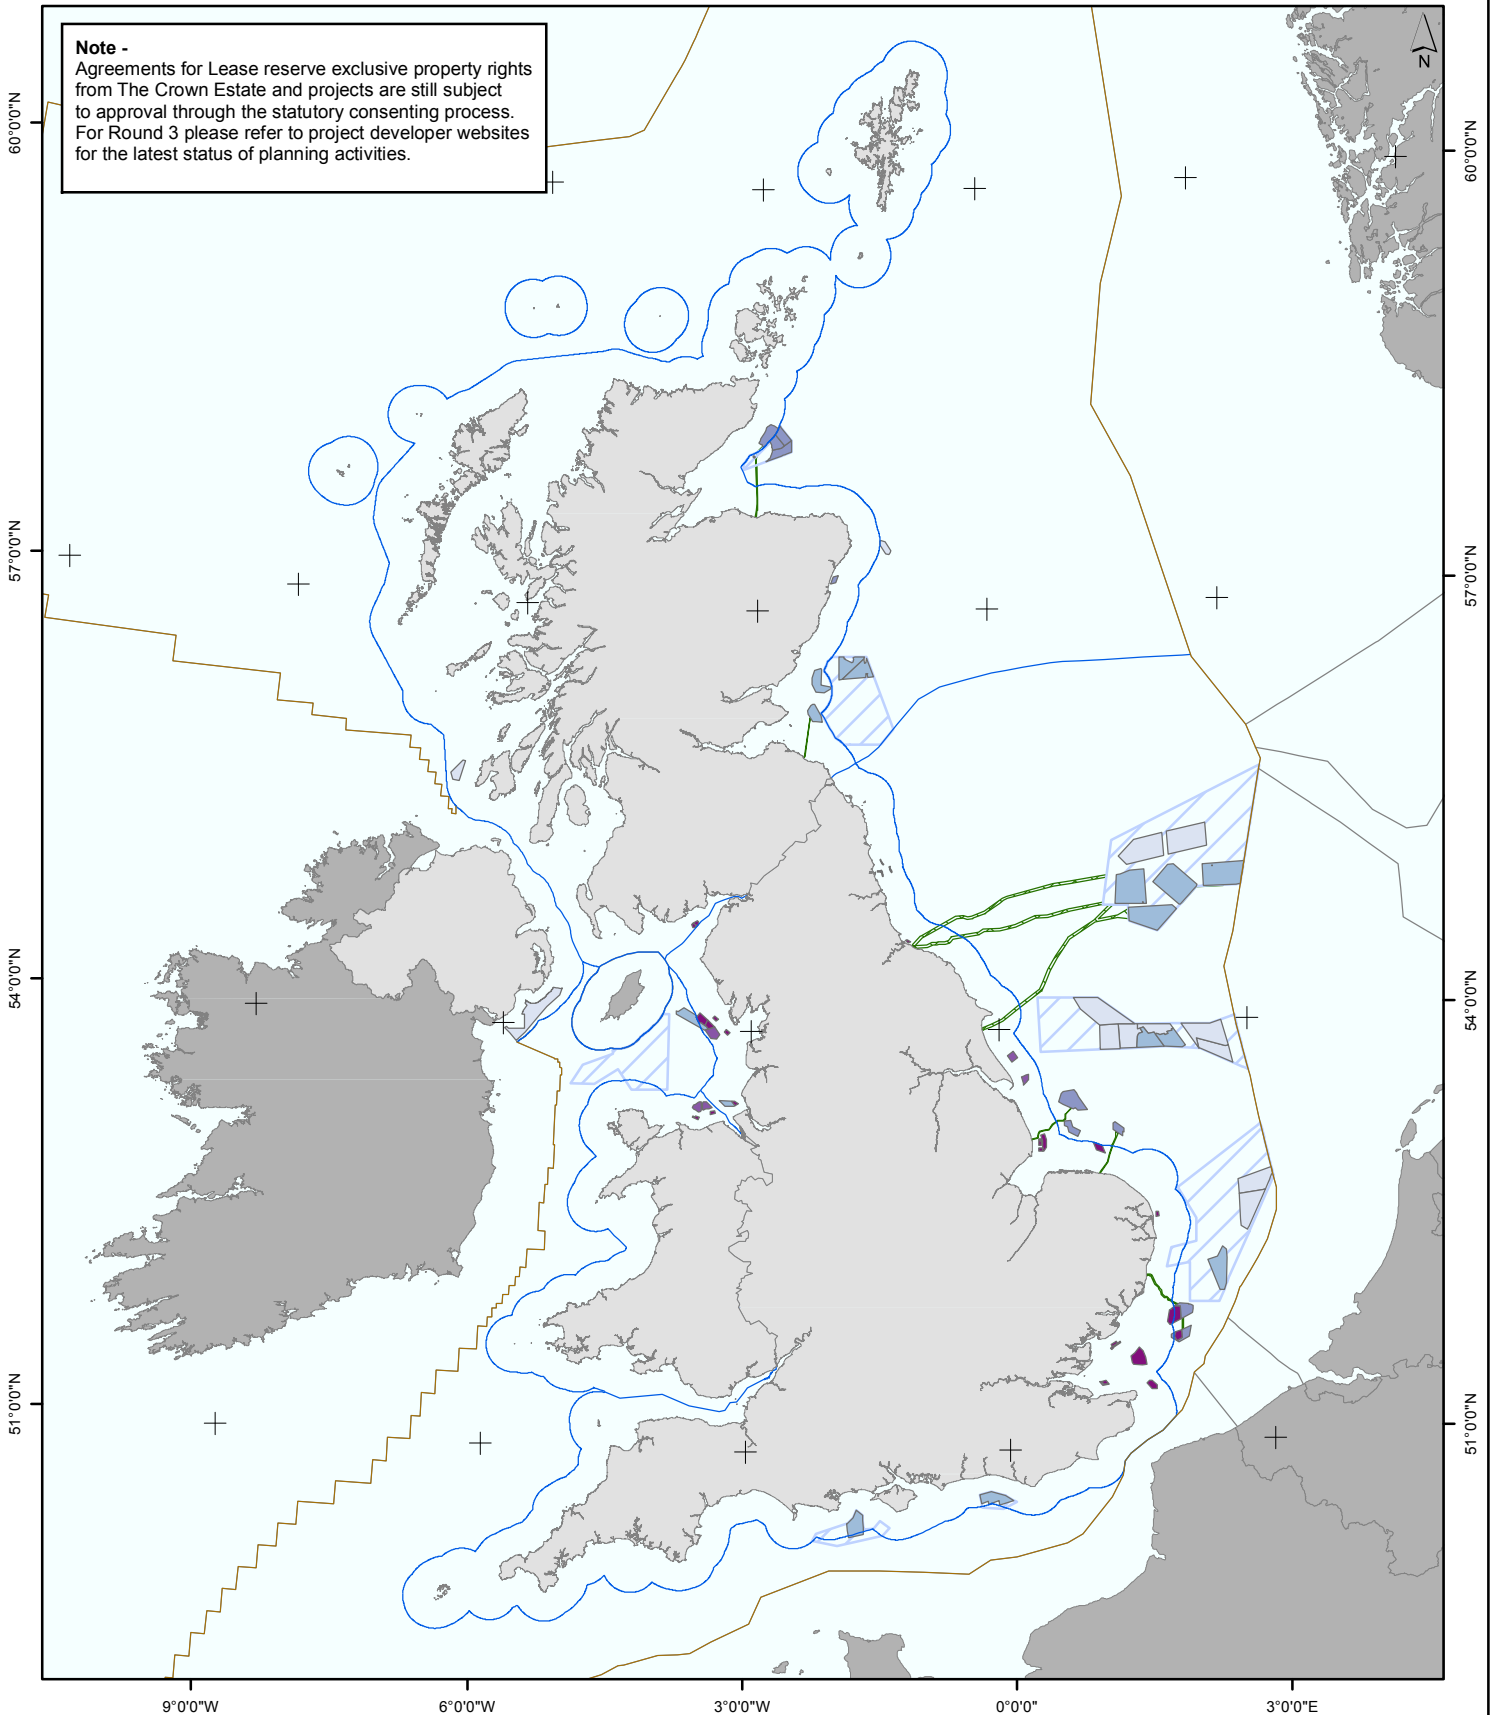 Note -
Agreements for Lease reserve exclusive property rights
from The Crown Estate and projects are still subject
to approval through the statutory consenting process.
For Round 3 please refer to project developer websites
for the latest status of planning activities.
N
60°0'0"N
60°0'0"N
57°0'0"N
57°0'0"N
54°0'0"N
54°0'0"N
51°0'0"N
51°0'0"N
9°0'0"W
6°0'0"W
3°0'0"W
0°0'0"
3°0'0"E